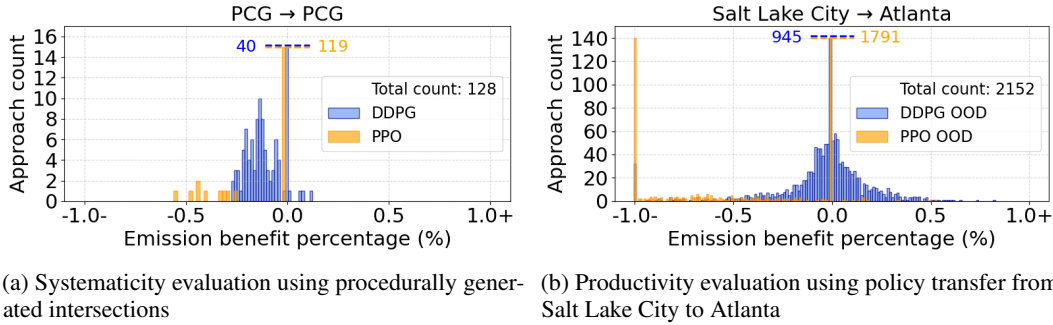 PCG → PCG
40 119
Total count: 128
DDPG
PPO
Approach count
16
14
12
10
8
6
4
2
0
-1.0- -0.5 0.0 0.5 1.0+
Emission benefit percentage (%)
(a) Systematicity evaluation using procedurally gener-
ated intersections
Salt Lake City → Atlanta
945 1791
Total count: 2152
DDPG OOD
PPO OOD
Approach count
140
120
100
80
60
40
20
0
-1.0- -0.5 0.0 0.5 1.0+
Emission benefit percentage (%)
(b) Productivity evaluation using policy transfer from
Salt Lake City to Atlanta